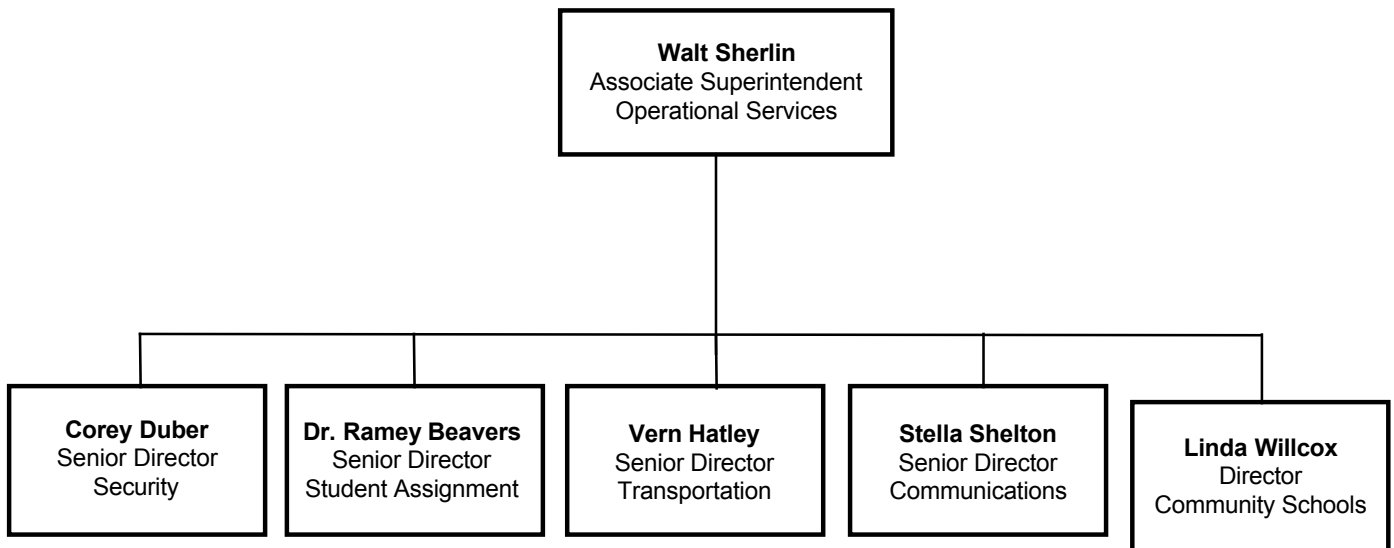 Walt Sherlin
Associate Superintendent
Operational Services
Corey Duber
Senior Director
Security
Dr. Ramey Beavers
Senior Director
Student Assignment
Vern Hatley
Senior Director
Transportation
Stella Shelton
Senior Director
Communications
Linda Willcox
Director
Community Schools